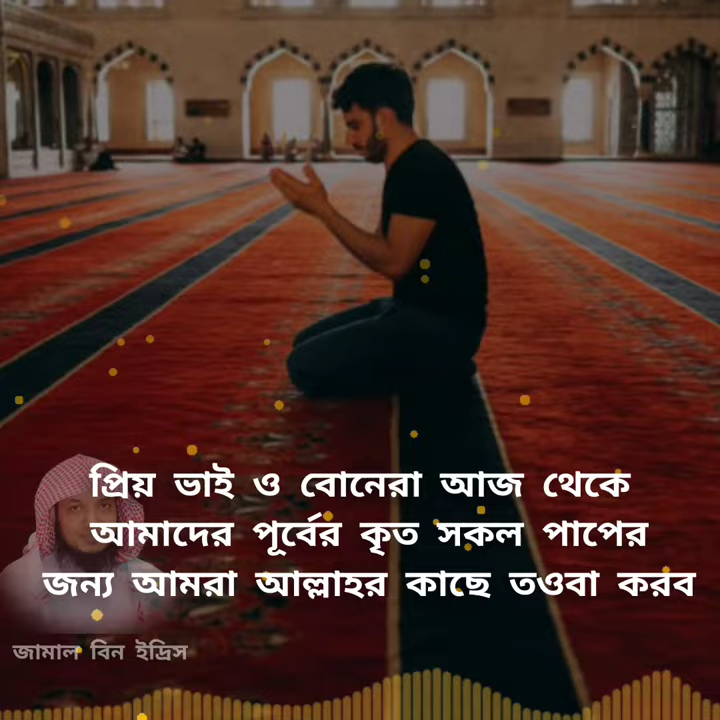 প্রিয় ভাই ও বোনেরা আজ থেকে
আমাদের পূর্বের কৃত সকল পাপের
জন্য আমরা আল্লাহর কাছে তওবা করব
জামাল বিন ইদ্রিস